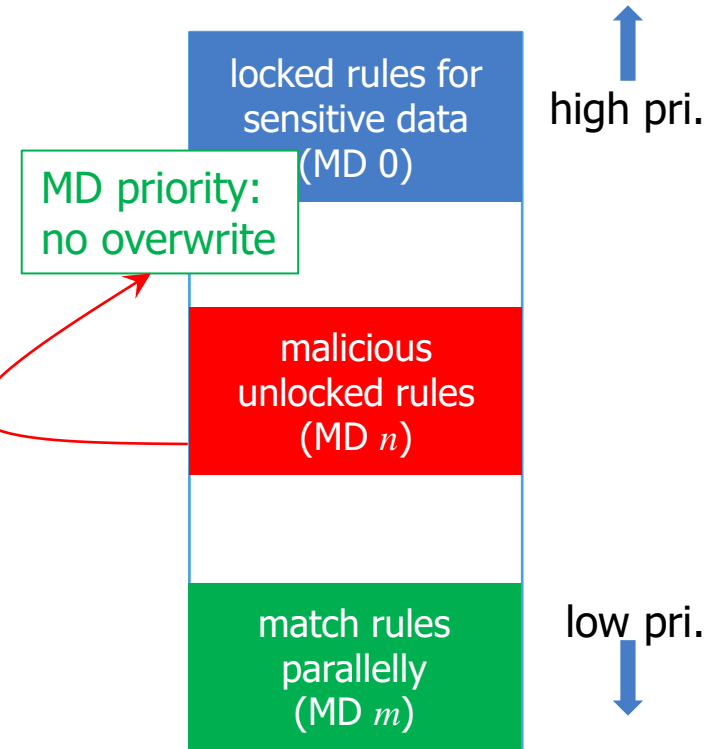 locked rules for
sensitive data
(MD 0)
high pri.
MD priority:
no overwrite
malicious
unlocked rules
(MD n)
match rules
parallelly
(MD m)
low pri.